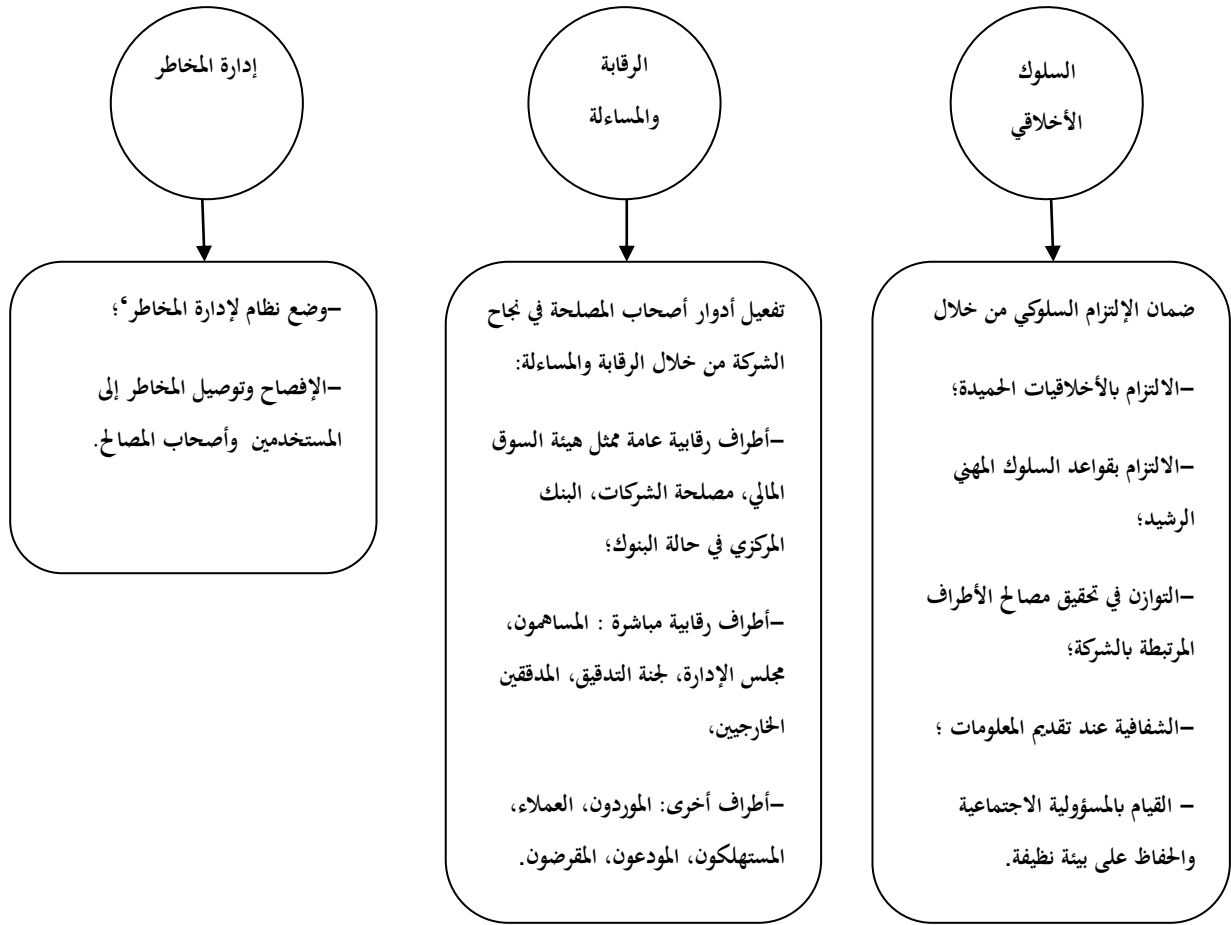 السلوك
الأخلاقي
ضمان الإلتزام السلوكي من خلال
–الالتزام بالأخلاقيات الحميدة؛
–الالتزام بقواعد السلوك المهني
الرشيد؛
–التوازن في تحقيق مصالح الأطراف
المرتبطة بالشركة؛
–الشفافية عند تقديم المعلومات ؛
– القيام بالمسؤولية الاجتماعية
والحفاظ على بيئة نظيفة.
الرقابة
والمساءلة
تفعيل أدوار أصحاب المصلحة في نجاح
الشركة من خلال الرقابة والمساءلة:
–أطراف رقابية عامة ممثل هيئة السوق
المالي، مصلحة الشركات، البنك
المركزي في حالة البنوك؛
–أطراف رقابية مباشرة : المساهمون،
مجلس الإدارة، لجنة التدقيق، المدققين
الخارجيين،
–أطراف أخرى: الموردون، العملاء،
المستهلكون، المودعون، المقرضون.
إدارة المخاطر
–وضع نظام لإدارة المخاطر‘؛
–الإفصاح وتوصيل المخاطر إلى
المستخدمين وأصحاب المصالح.